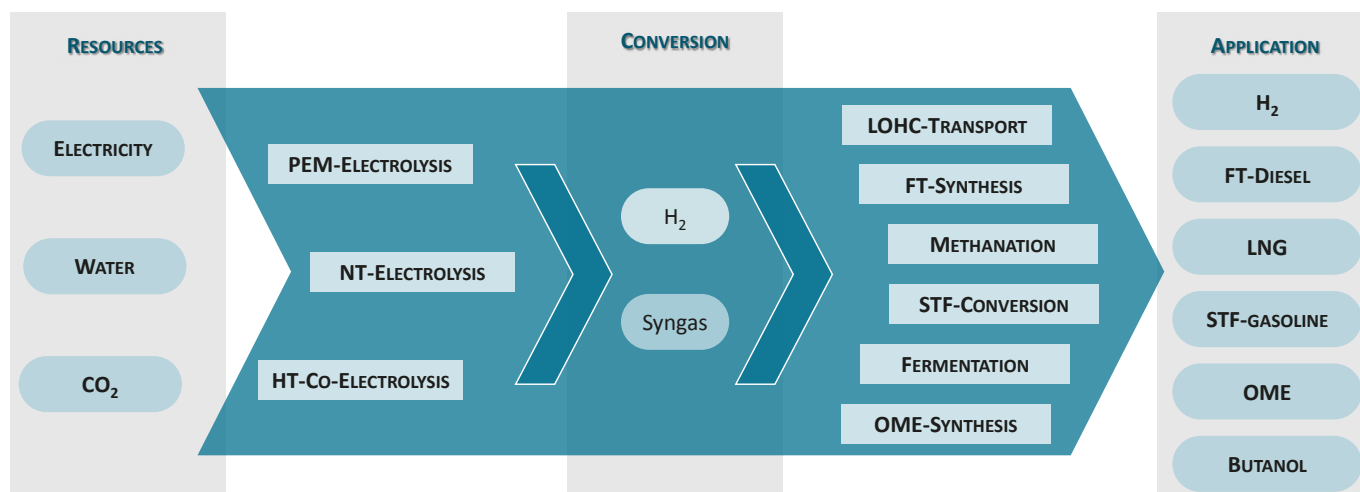 RESOURCES
ELECTRICITY
WATER
CO₂
PEM-ELECTROLYSIS
NT-ELECTROLYSIS
HT-CO-ELECTROLYSIS
CONVERSION
H₂
Syngas
LOHC-TRANSPORT
FT-SYNTHESIS
METHANATION
STF-CONVERSION
FERMENTATION
OME-SYNTHESIS
APPLICATION
H₂
FT-DIESEL
LNG
STF-GASOLINE
OME
BUTANOL